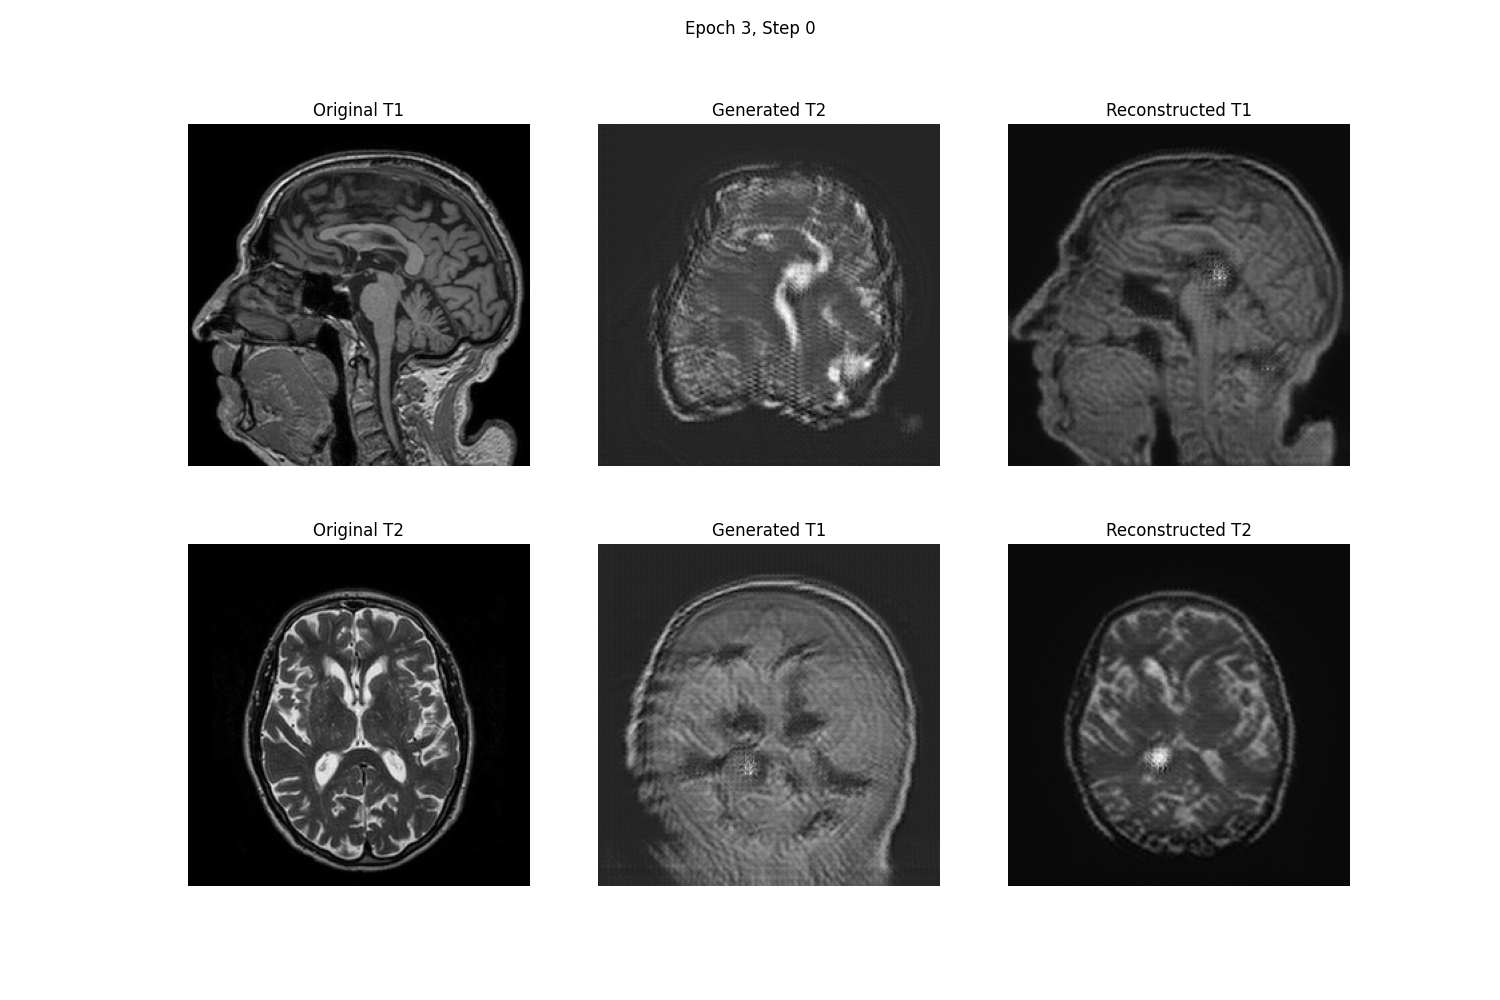 Epoch 3, Step 0
Original T1
Generated T2
Reconstructed T1
Original T2
Generated T1
Reconstructed T2